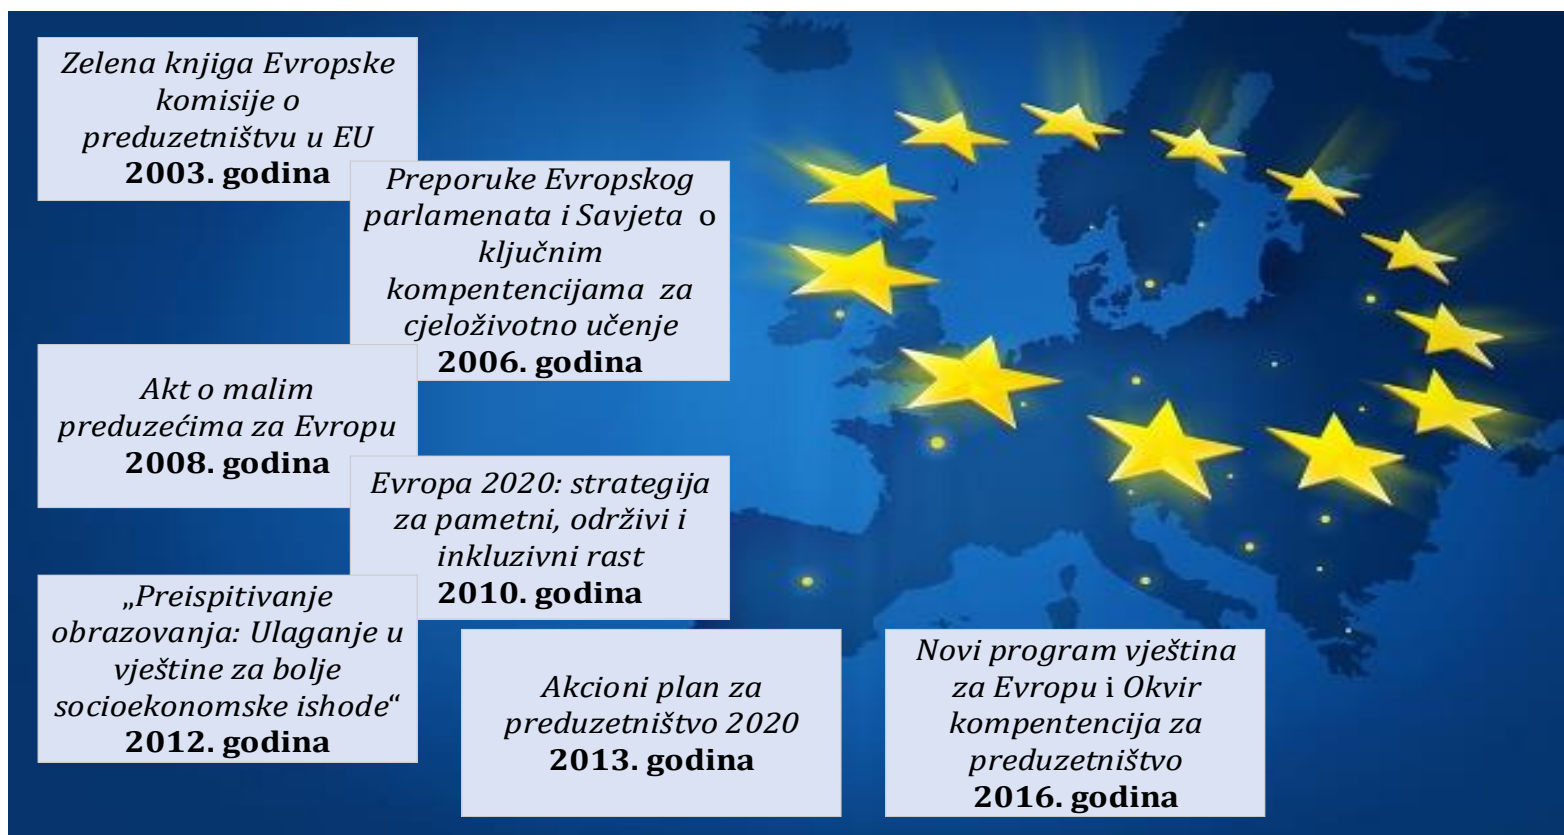 Zelena knjiga Evropske
komisije o
preduzetništvu u EU
2003. godina
Preporuke Evropskog
parlamenata i Savjeta o
ključnim
kompentencijama za
cjeloživotno učenje
2006. godina
Akt o malim
preduzećima za Evropu
2008. godina
Evropa 2020: strategija
za pametni, održivi i
inkluzivni rast
2010. godina
„Preispitivanje
obrazovanja: Ulaganje u
vještine za bolje
socioekonomske ishode“
2012. godina
Akcioni plan za
preduzetništvo 2020
2013. godina
Novi program vještina
za Evropu i Okvir
kompentencija za
preduzetništvo
2016. godina